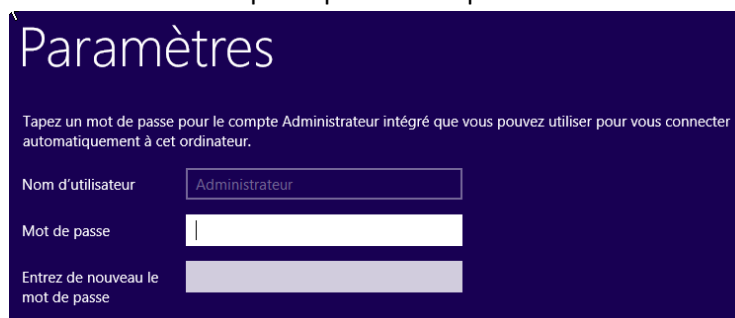 Paramètres
Tapez un mot de passe pour le compte Administrateur intégré que vous pouvez utiliser pour vous connecter
automatiquement à cet ordinateur.
Nom d'utilisateur
Administrateur
Mot de passe
Entrez de nouveau le
mot de passe